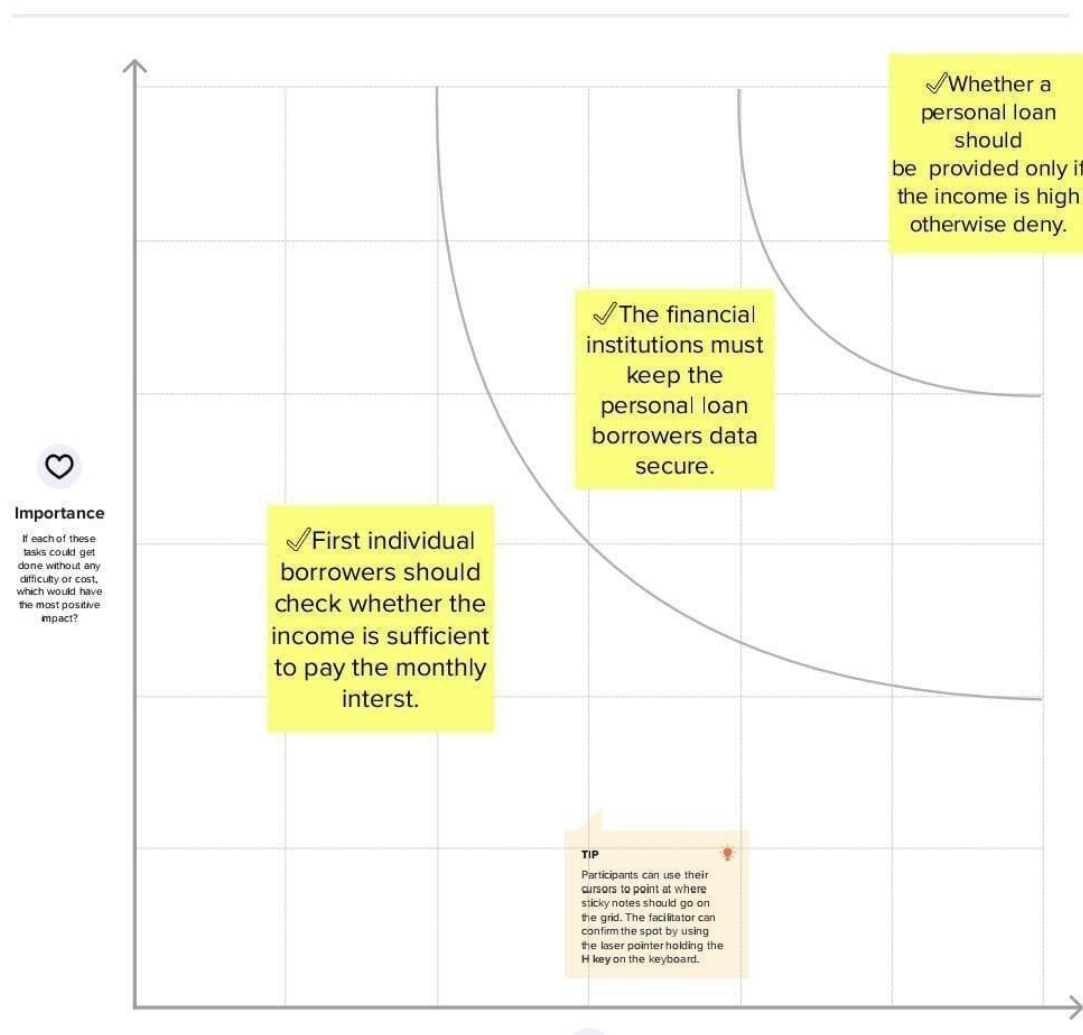 ✓Whether a
personal loan
should
be provided only if
the income is high
otherwise deny.
✓The financial
institutions must
keep the
personal loan
borrowers data
secure.
✓First individual
borrowers should
check whether the
income is sufficient
to pay the monthly
interst.
Importance
If each of these
tasks could get
done without any
difficulty or cost,
which would have
the most positive
impact?
TIP
Participants can use their
cursors to point at where
sticky notes should go on
the grid. The facilitator can
confirm the spot by using
the laser pointer holding the
H key on the keyboard.